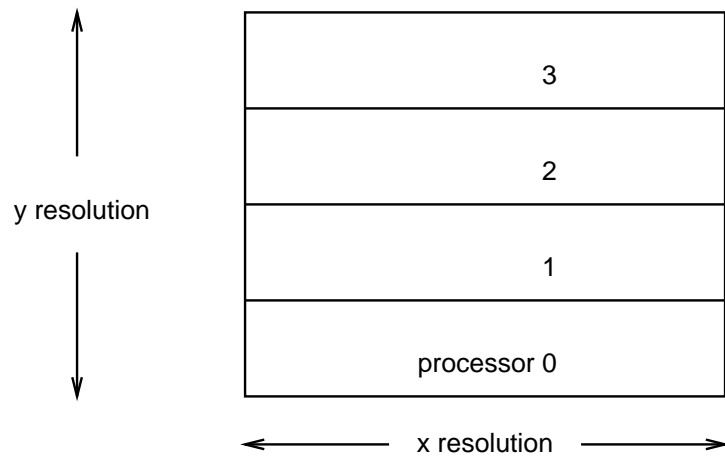 3
2
y resolution
1
processor 0
x resolution